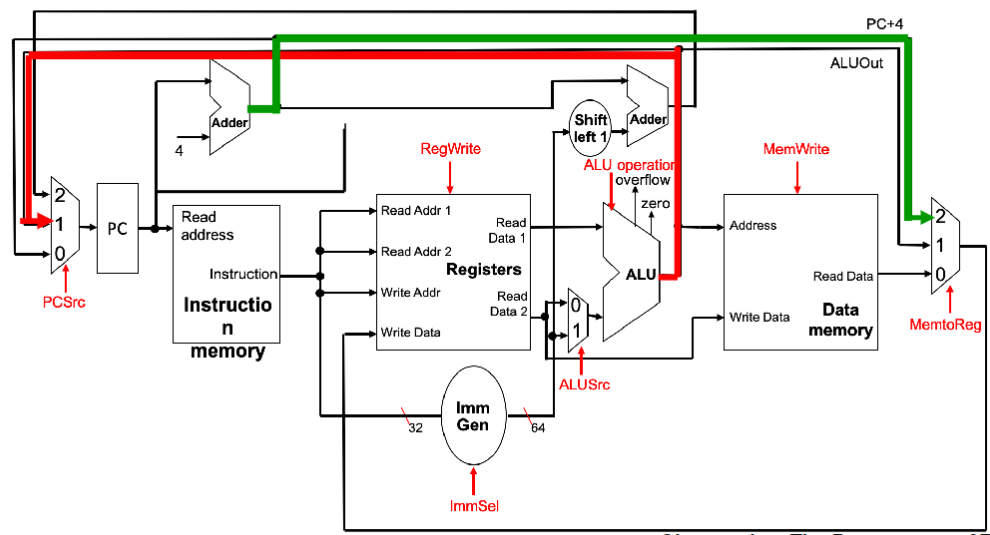 PC+4
ALUOut
Adder
4
Shift
left 1
Adder
RegWrite
ALU operation
overflow
zero
MemWrite
2
1
0
PC
PCSrc
Read
address
Instruction
Instructio
n
memory
Read Addr 1
Read Addr 2
Write Addr
Write Data
Registers
Read
Data 1
Read
Data 2
0
1
ALUSrc
ALU
Address
Read Data
Write Data
Data
memory
2
1
0
MemtoReg
Imm
Gen
32
64
ImmSel